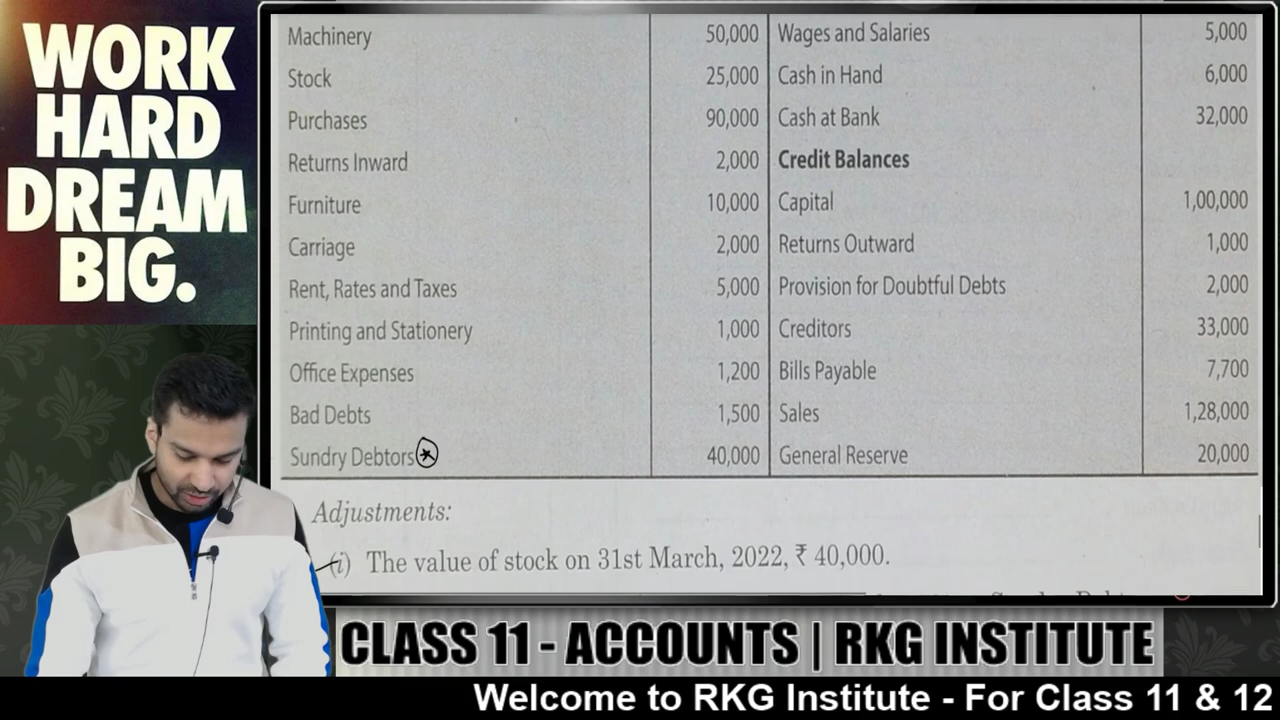 WORK
HARD
DREAM
BIG.
Machinery 50,000 Wages and Salaries 5,000
Stock 25,000 Cash in Hand 6,000
Purchases 90,000 Cash at Bank 32,000
Returns Inward 2,000 Credit Balances
Furniture 10,000 Capital 1,00,000
Carriage 2,000 Returns Outward 1,000
Rent, Rates and Taxes 5,000 Provision for Doubtful Debts 2,000
Printing and Stationery 1,000 Creditors 33,000
Office Expenses 1,200 Bills Payable 7,700
Bad Debts 1,500 Sales 1,28,000
Sundry Debtors 40,000 General Reserve 20,000
Adjustments:
(i) The value of stock on 31st March, 2022, ₹ 40,000.
CLASS 11 - ACCOUNTS | RKG INSTITUTE
Welcome to RKG Institute - For Class 11 & 12